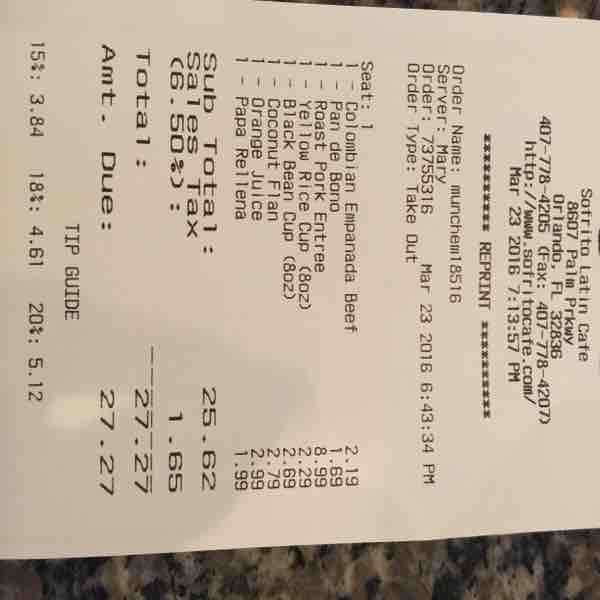 Sofrito Latin Cafe
8607 Palm Prkwy
Orlando, FL 32836
407-778-4205 (Fax: 407-778-4207)
http://www.sofritocafe.com/
Mar 23 2016 7:13:57 PM
********** REPRINT **********
Order Name: munchem18516
Server: Mary
Order: 73755316 Mar 23 2016 6:43:34 PM
Order Type: Take Out
Seat: 1
1 - Colombian Empanada Beef 2.19
1 - Pan de Bono 1.69
1 - Roast Pork Entree 8.99
1 - Yellow Rice Cup (8oz) 2.29
1 - Black Bean Cup (8oz) 2.69
1 - Coconut Flan 2.79
1 - Orange Juice 2.99
1 - Papa Rellena 1.99
Sub Total: 25.62
Sales Tax
(6.50%): 1.65
Total: 27.27
Amt. Due: 27.27
TIP GUIDE
15%: 3.84 18%: 4.61 20%: 5.12